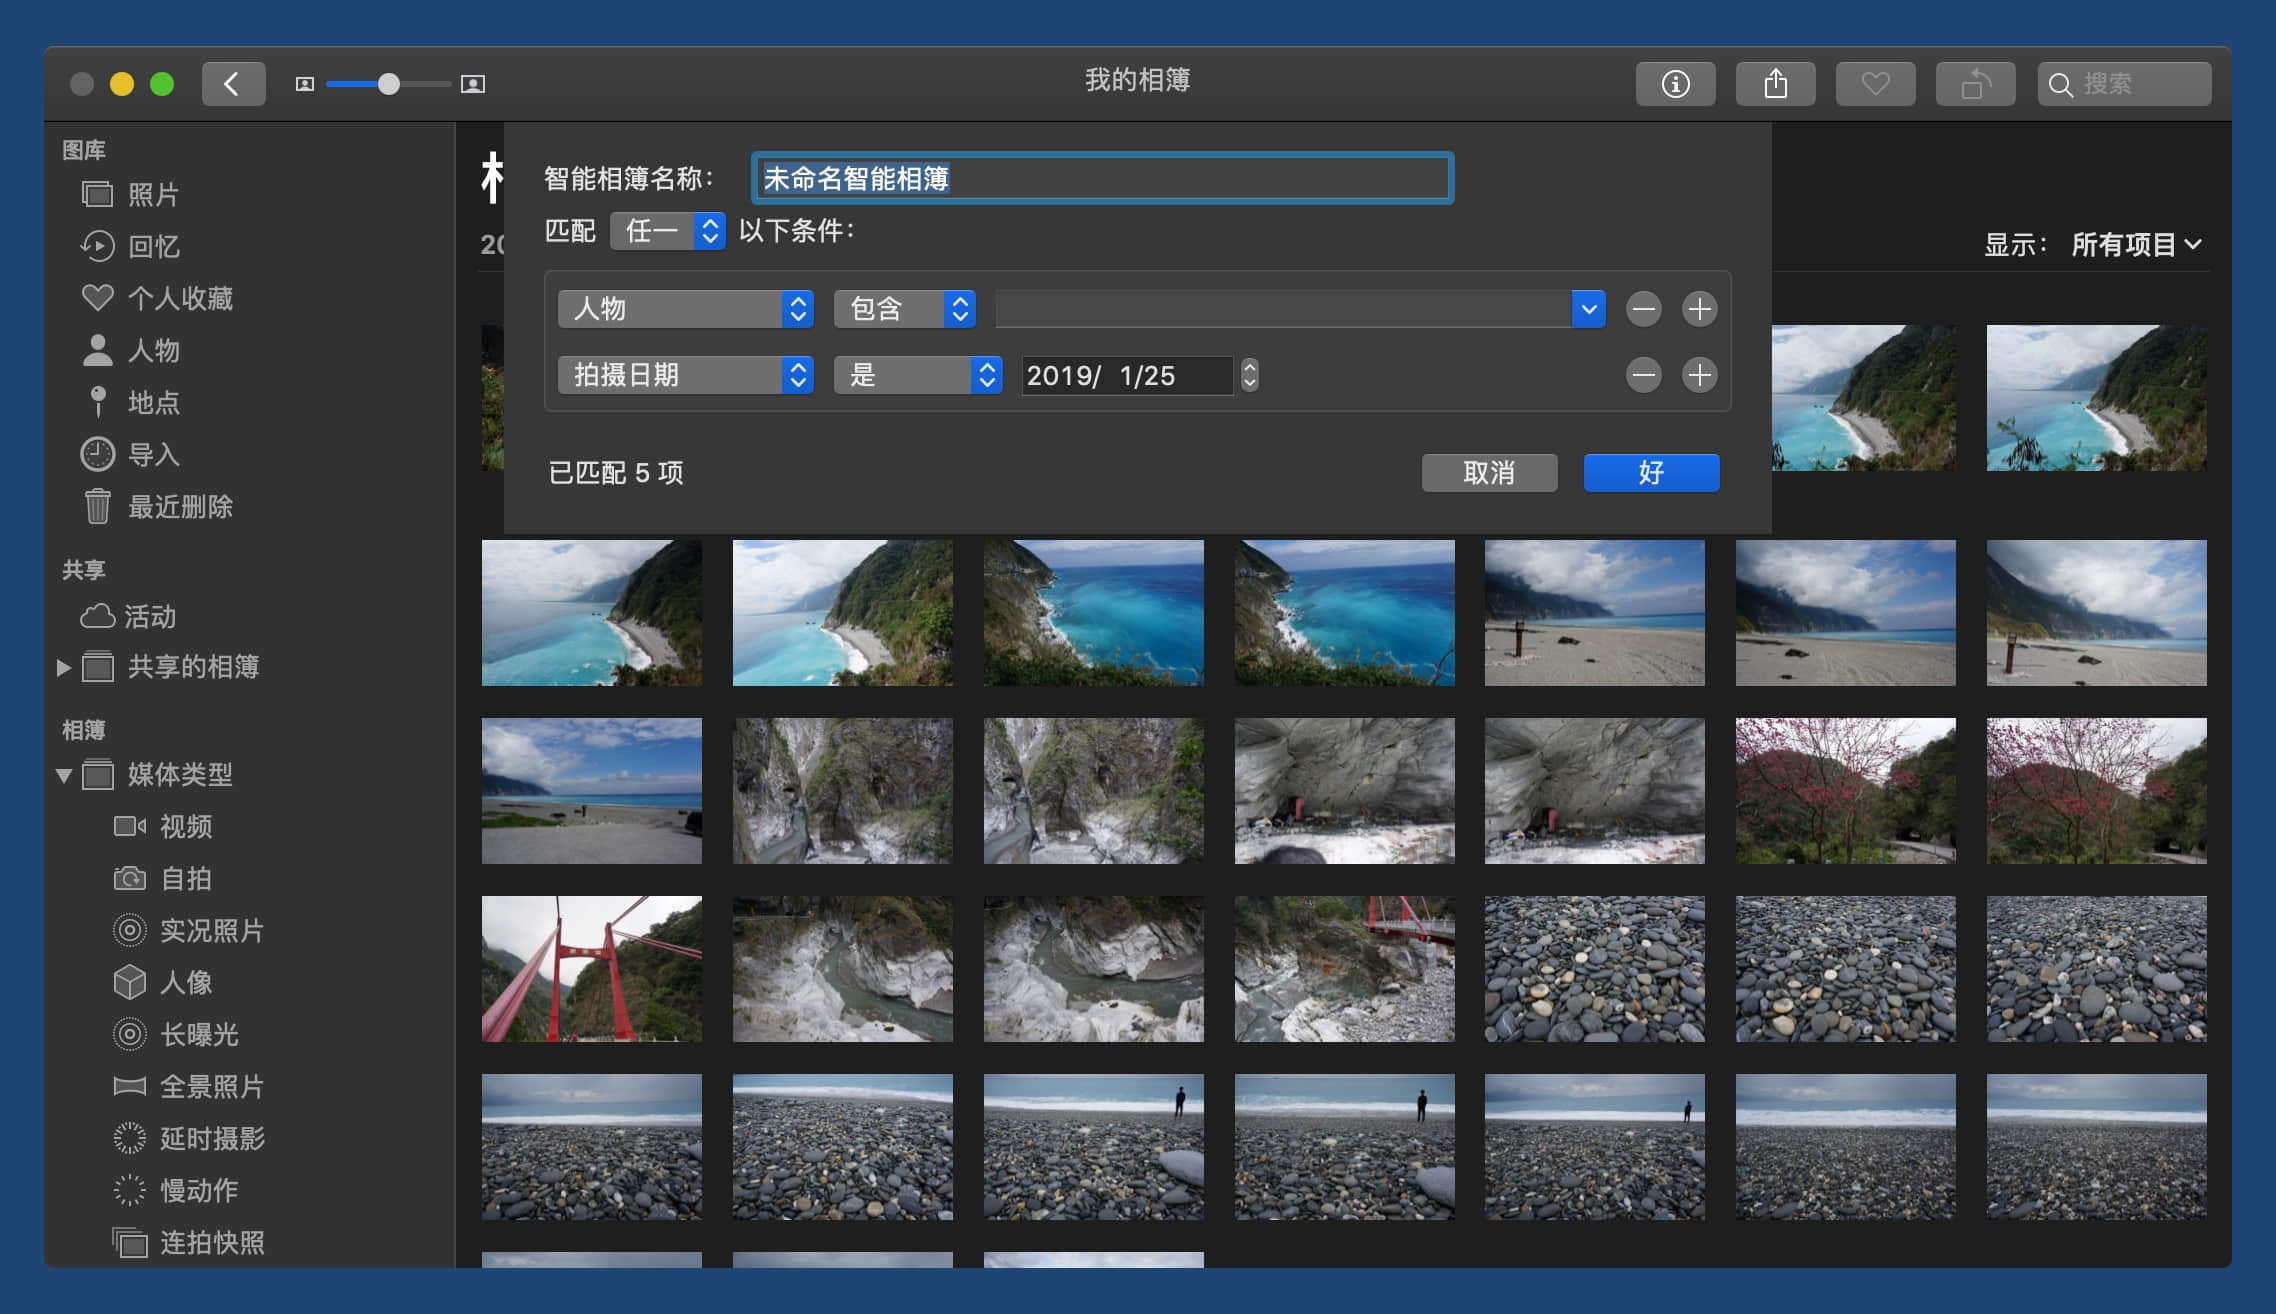 我的相簿
搜索
图库
照片
回忆
个人收藏
人物
地点
导入
最近删除
共享
活动
共享的相簿
相簿
媒体类型
视频
自拍
实况照片
人像
长曝光
全景照片
延时摄影
慢动作
连拍快照
智能相簿名称： 未命名智能相簿
匹配 任一 以下条件：
人物 包含
拍摄日期 是 2019/ 1/25
已匹配 5 项 取消 好
20
显示： 所有项目